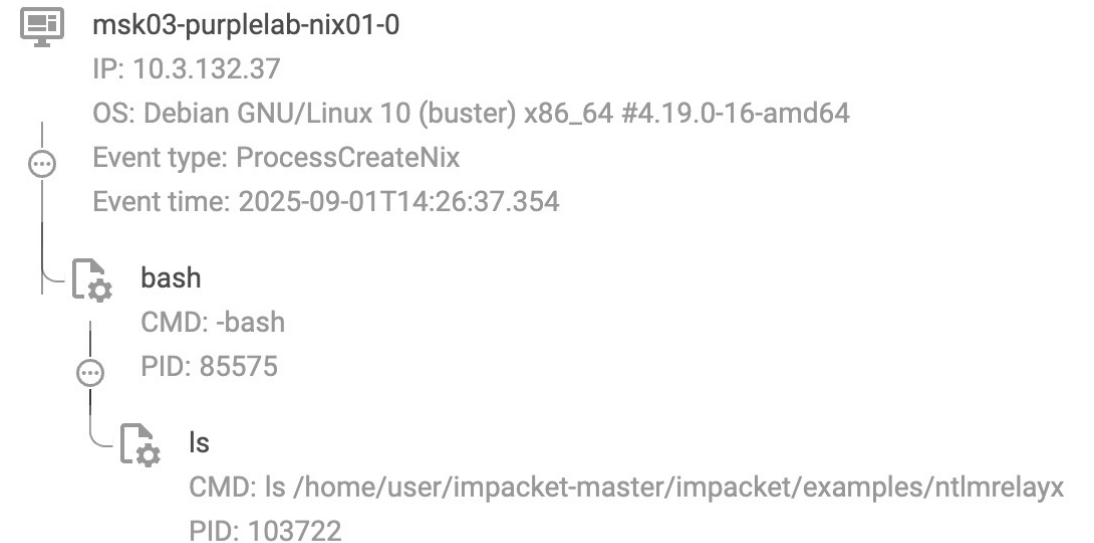 msk03-purplelab-nix01-0
IP: 10.3.132.37
OS: Debian GNU/Linux 10 (buster) x86_64 #4.19.0-16-amd64
Event type: ProcessCreateNix
Event time: 2025-09-01T14:26:37.354
bash
CMD: -bash
PID: 85575
ls
CMD: ls /home/user/impacket-master/impacket/examples/ntlmrelayx
PID: 103722